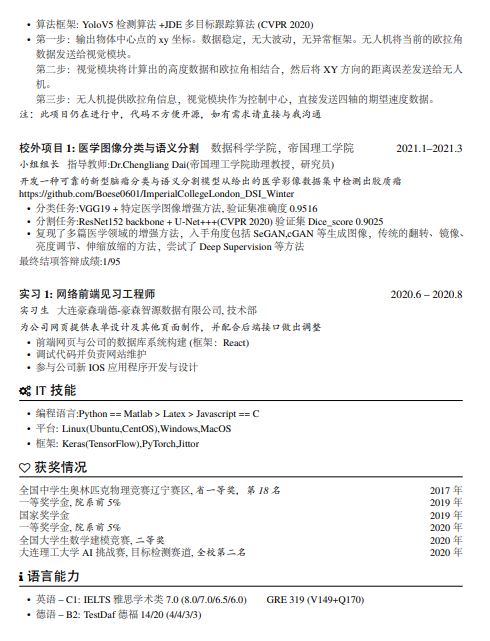 • 算法框架: YoloV5 检测算法 +JDE 多目标跟踪算法 (CVPR 2020)
• 第一步：输出物体中心点的 xy 坐标。数据稳定，无大波动，无异常框架。无人机将当前的欧拉角
数据发送给视觉模块。
第二步：视觉模块将计算出的高度数据和欧拉角相结合，然后将 XY 方向的距离误差发送给无人
机。
第三步：无人机提供欧拉角信息，视觉模块作为控制中心，直接发送四轴的期望速度数据。
注：此项目仍在进行中，代码不方便开源，如有需求请直接与我沟通
校外项目 1: 医学图像分类与语义分割 数据科学学院，帝国理工学院 2021.1–2021.3
小组组长 指导教师:Dr.Chengliang Dai(帝国理工学院助理教授，研究员)
开发一种可靠的新型脑瘤分类与语义分割模型从给出的医学影像数据集中检测出胶质瘤
https://github.com/Boese0601/ImperialCollegeLondon_DSI_Winter
• 分类任务:VGG19 + 特定医学图像增强方法, 验证集准确度 0.9516
• 分割任务:ResNet152 backbone + U-Net+++(CVPR 2020) 验证集 Dice_score 0.9025
• 复现了多篇医学领域的增强方法，入手角度包括 SeGAN,cGAN 等生成图像，传统的翻转、镜像、
亮度调节、伸缩放缩的方法，尝试了 Deep Supervision 等方法
最终结项答辩成绩:1/95
实习 1: 网络前端见习工程师 2020.6 – 2020.8
实习生 大连豪森瑞德-豪森智源数据有限公司, 技术部
为公司网页提供表单设计及其他页面制作，并配合后端接口做出调整
• 前端网页与公司的数据库系统构建 (框架：React)
• 调试代码并负责网站维护
• 参与公司新 IOS 应用程序开发与设计
IT 技能
• 编程语言:Python == Matlab > Latex > Javascript == C
• 平台: Linux(Ubuntu,CentOS),Windows,MacOS
• 框架: Keras(TensorFlow),PyTorch,Jittor
获奖情况
全国中学生奥林匹克物理竞赛辽宁赛区, 省一等奖，第 18 名 2017 年
一等奖学金, 院系前 5% 2019 年
国家奖学金 2019 年
一等奖学金, 院系前 5% 2020 年
全国大学生数学建模竞赛, 二等奖 2020 年
大连理工大学 AI 挑战赛, 目标检测赛道, 全校第二名 2020 年
语言能力
• 英语 – C1: IELTS 雅思学术类 7.0 (8.0/7.0/6.5/6.0) GRE 319 (V149+Q170)
• 德语 – B2: TestDaf 德福 14/20 (4/4/3/3)